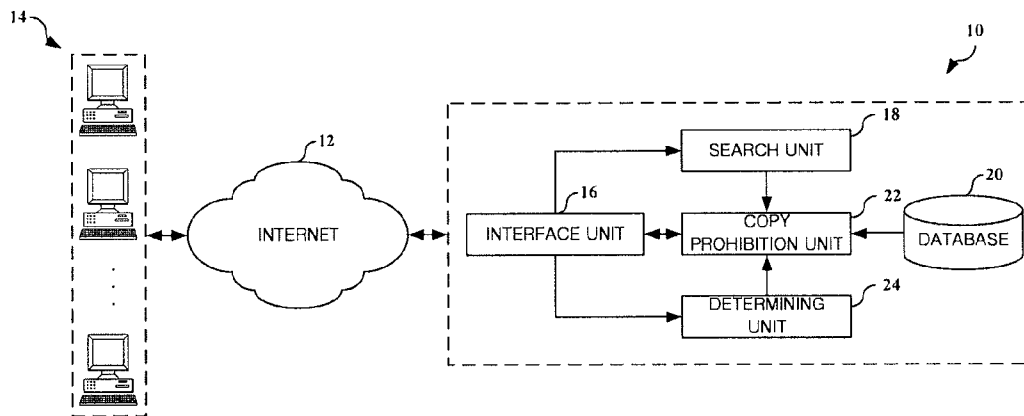 14
10
12
18
SEARCH UNIT
16
20
22
INTERNET
INTERFACE UNIT
COPY
PROHIBITION UNIT
DATABASE
24
DETERMINING
UNIT